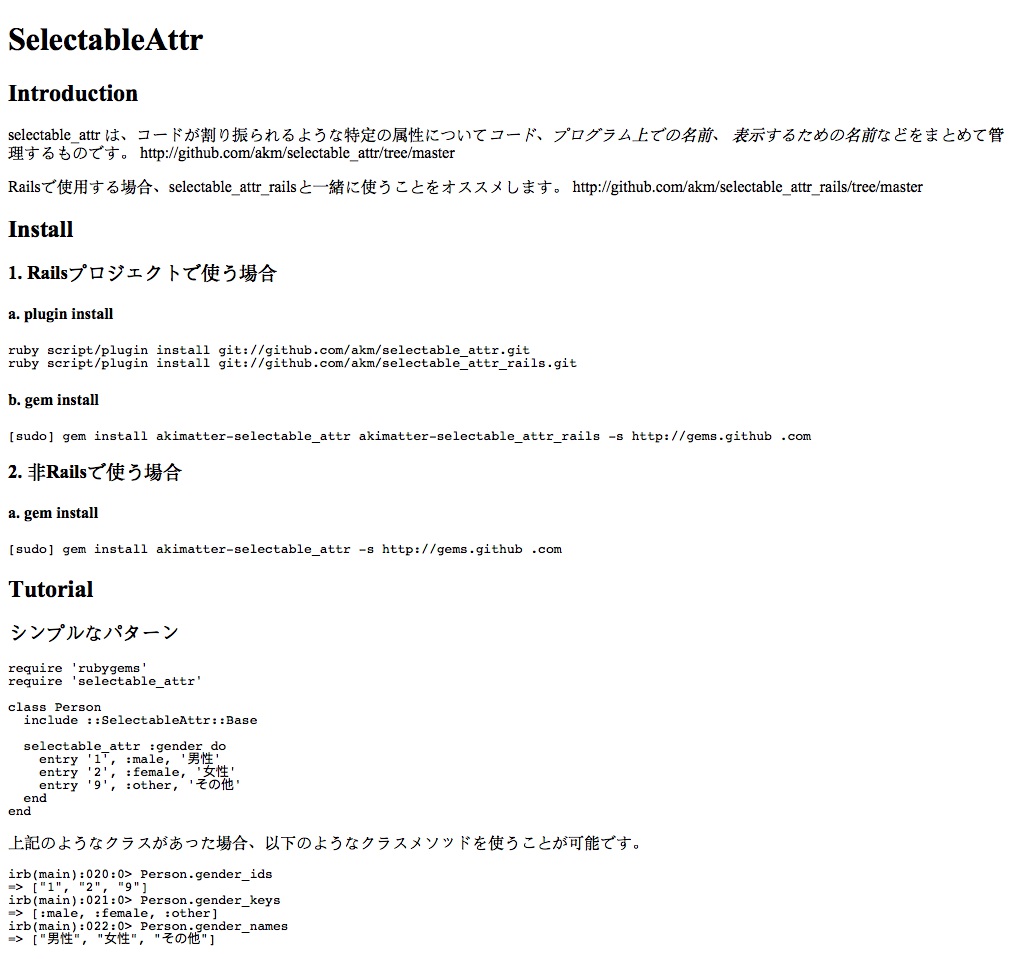 SelectableAttr
Introduction
selectable_attr は、コードが割り振られるような特定の属性についてコード、プログラム上での名前、 表示するための名前などをまとめて管
理するものです。 http://github.com/akm/selectable_attr/tree/master
Railsで使用する場合、selectable_attr_railsと一緒に使うことをオススメします。 http://github.com/akm/selectable_attr_rails/tree/master
Install
1. Railsプロジェクトで使う場合
a. plugin install
ruby script/plugin install git://github.com/akm/selectable_attr.git
ruby script/plugin install git://github.com/akm/selectable_attr_rails.git
b. gem install
[sudo] gem install akimatter-selectable_attr akimatter-selectable_attr_rails -s http://gems.github .com
2. 非Railsで使う場合
a. gem install
[sudo] gem install akimatter-selectable_attr -s http://gems.github .com
Tutorial
シンプルなパターン
require 'rubygems'
require 'selectable_attr'
class Person
  include ::SelectableAttr::Base
  selectable_attr :gender do
    entry '1', :male, '男性'
    entry '2', :female, '女性'
    entry '9', :other, 'その他'
  end
end
上記のようなクラスがあった場合、以下のようなクラスメソッドを使うことが可能です。
irb(main):020:0> Person.gender_ids
=> ["1", "2", "9"]
irb(main):021:0> Person.gender_keys
=> [:male, :female, :other]
irb(main):022:0> Person.gender_names
=> ["男性", "女性", "その他"]